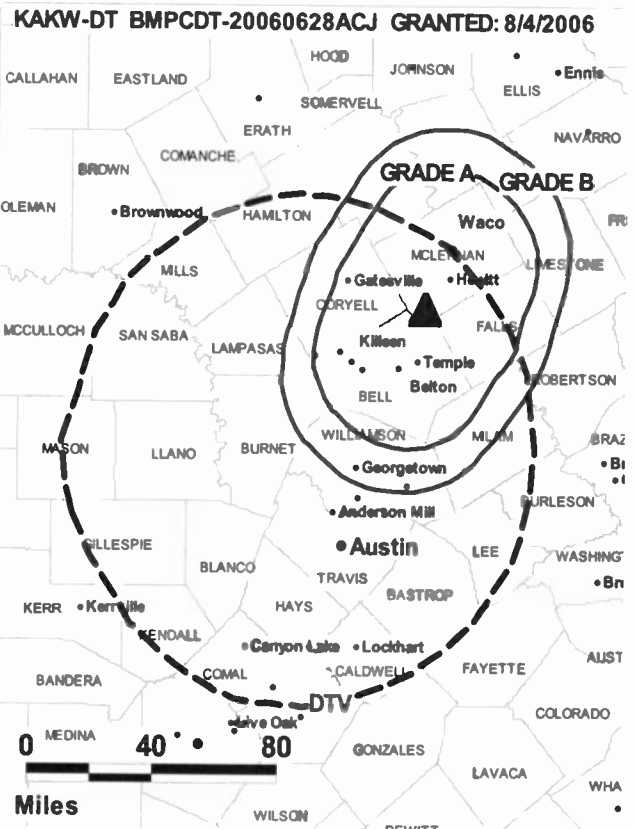 KAKW-DT BMPCDT-20060628ACJ GRANTED: 8/4/2006
HOOD
JOHNSON
CALLAHAN
EASTLAND
Ennis
ELLIS
SOMERVELL
ERATH
NAVARRO
COMANCHE
BROWN
GRADE A
GRADE B
OLEMAN
Brownwood
HAMILTON
Waco
FR
MCLENNAN
LIMESTONE
MILLS
Gatesville
Hewitt
CORYELL
MCCULLOCH
SAN SABA
FALLS
LAMPASAS
Killeen
Temple
Belton
ROBERTSON
BELL
WILLIAMSON
MILAM
BRAZ
MASON
LLANO
BURNET
Georgetown
BURLESON
Anderson Mill
GILLESPIE
Austin
LEE
WASHINGT
BLANCO
TRAVIS
BASTROP
KERR
Kerrville
HAYS
KENDALL
Canyon Lake
Lockhart
AUST
COMAL
CALDWELL
FAYETTE
BANDERA
DTV
COLORADO
Live Oak
MEDINA
0 40 80
GONZALES
LAVACA
WHA
Miles
WILSON